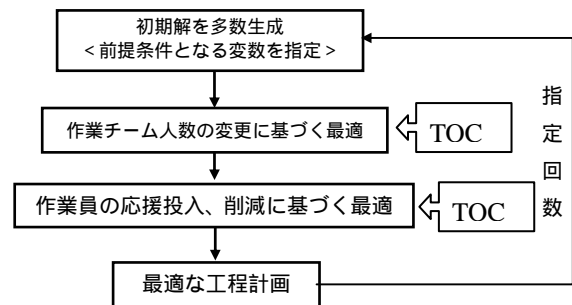 初期解を多数生成
<前提条件となる変数を指定>
作業チーム人数の変更に基づく最適
TOC
作業員の応援投入、削減に基づく最適
TOC
最適な工程計画
指定回数